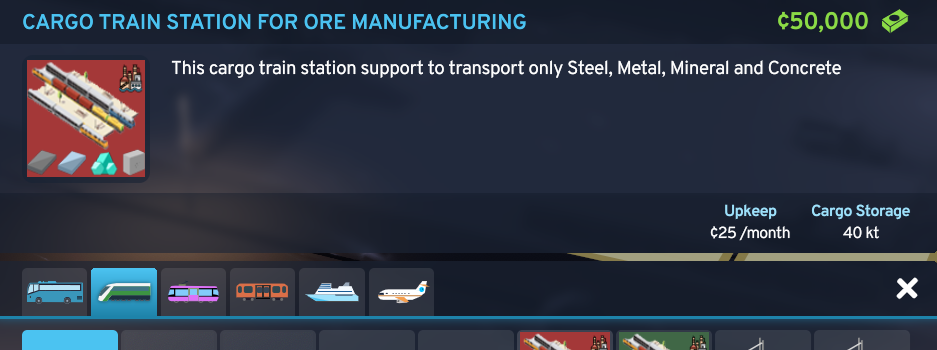 CARGO TRAIN STATION FOR ORE MANUFACTURING
¢50,000
This cargo train station support to transport only Steel, Metal, Mineral and Concrete
Upkeep
Cargo Storage
¢25 /month
40 kt